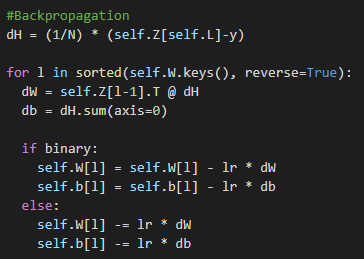 #Backpropagation
dH = (1/N) * (self.Z[self.L]-y)

for l in sorted(self.W.keys(), reverse=True):
  dW = self.Z[l-1].T @ dH
  db = dH.sum(axis=0)

  if binary:
    self.W[l] = self.W[l] - lr * dW
    self.b[l] = self.b[l] - lr * db
  else:
    self.W[l] -= lr * dW
    self.b[l] -= lr * db